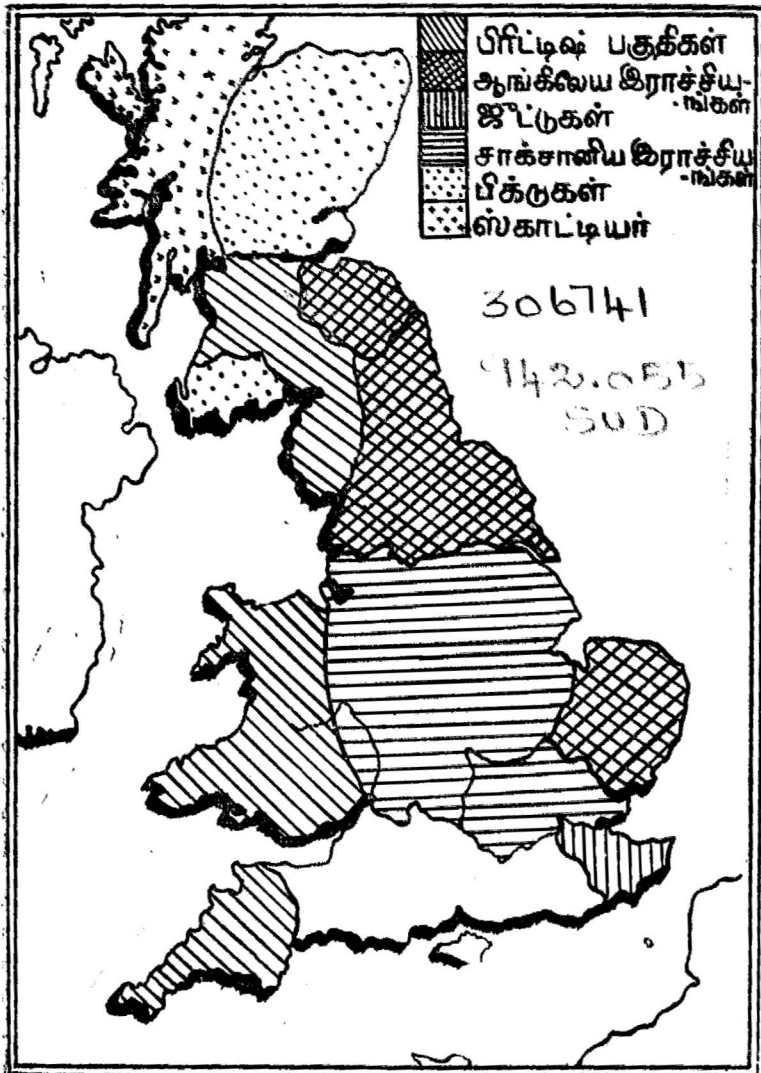 பிரிட்டிஷ் பகுதிகள்
ஆங்கிலேய இராச்சிய-
ங்கள்
ஜுட்டுகள்
சாக்சானிய இராச்சிய
-ங்கள்
பிக்டுகள்
ஸ்காட்டியர்
306741
942.055
SUD